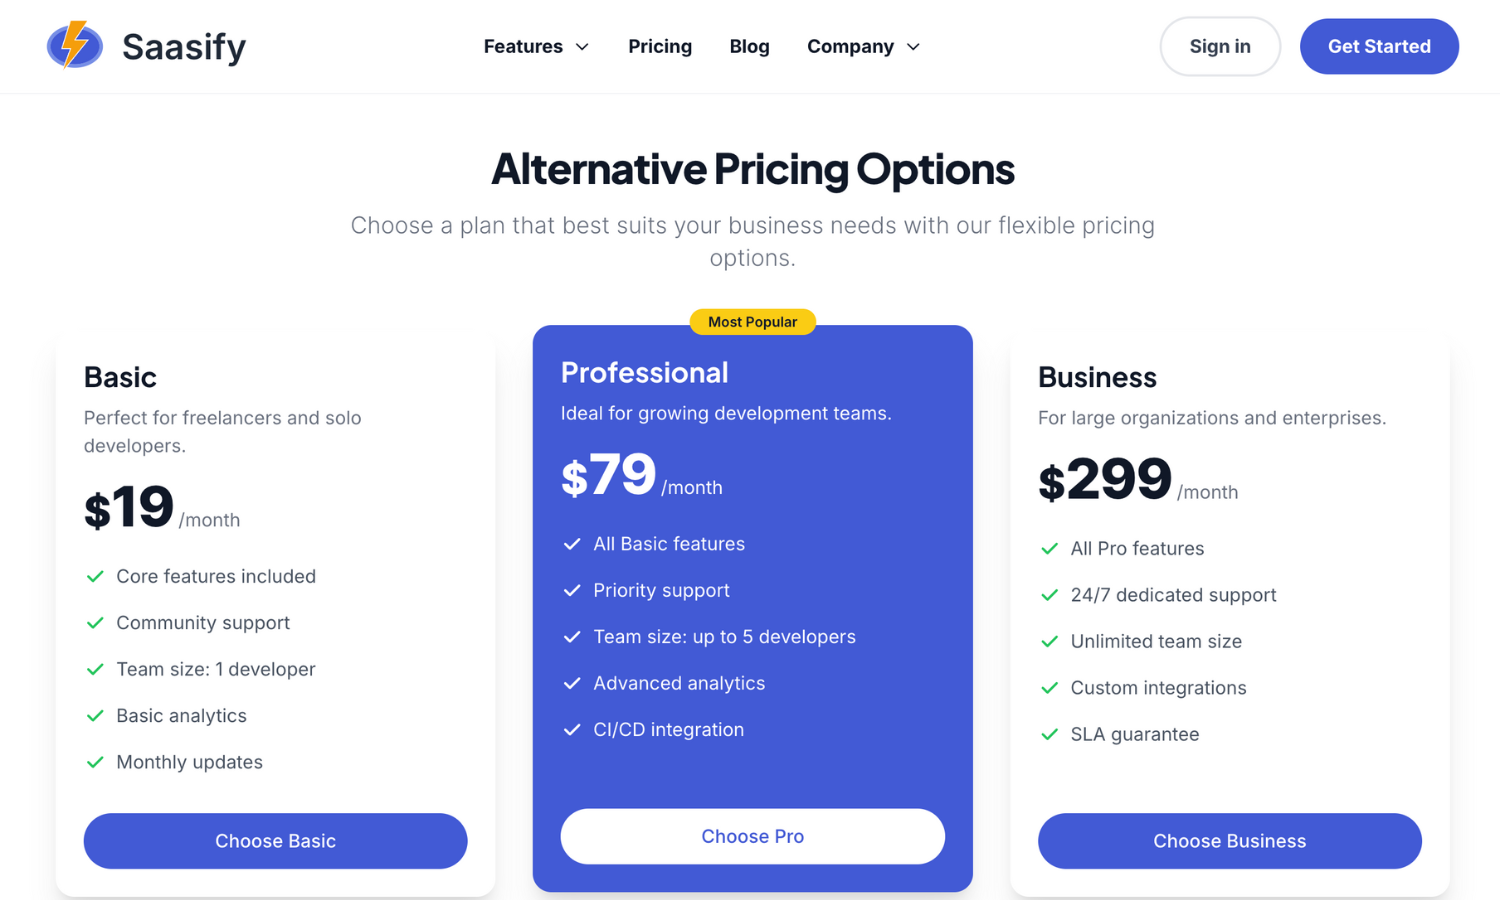 Saasify
Features
Pricing
Blog
Company
Sign in
Get Started
Alternative Pricing Options
Choose a plan that best suits your business needs with our flexible pricing
options.
Basic
Perfect for freelancers and solo
developers.
$19 /month
Core features included
Community support
Team size: 1 developer
Basic analytics
Monthly updates
Choose Basic
Most Popular
Professional
Ideal for growing development teams.
$79 /month
All Basic features
Priority support
Team size: up to 5 developers
Advanced analytics
CI/CD integration
Choose Pro
Business
For large organizations and enterprises.
$299 /month
All Pro features
24/7 dedicated support
Unlimited team size
Custom integrations
SLA guarantee
Choose Business